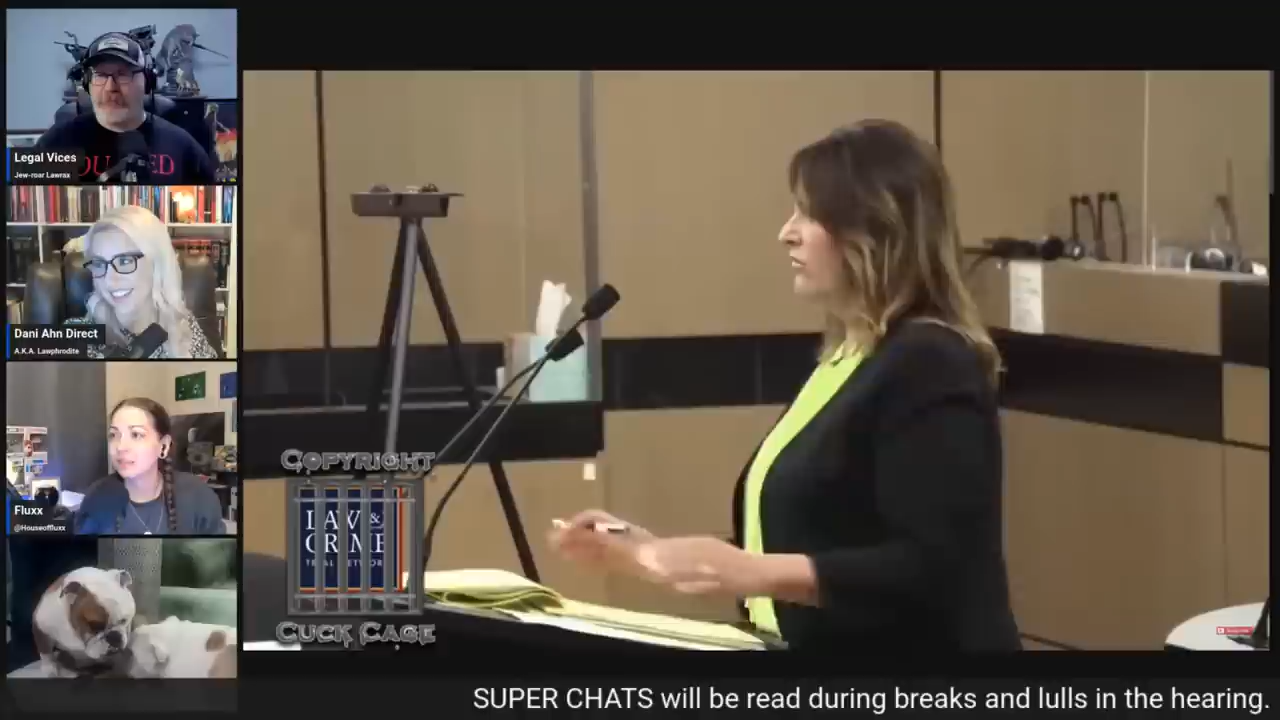 Legal Vices
Jew-roar Lawrax
Dani Ahn Direct
A.K.A. Lawphrodite
Fluxx
@Houseoffluxx
COPYRIGHT
LAW &
CRIME
CUCK CAGE
SUPER CHATS will be read during breaks and lulls in the hearing.